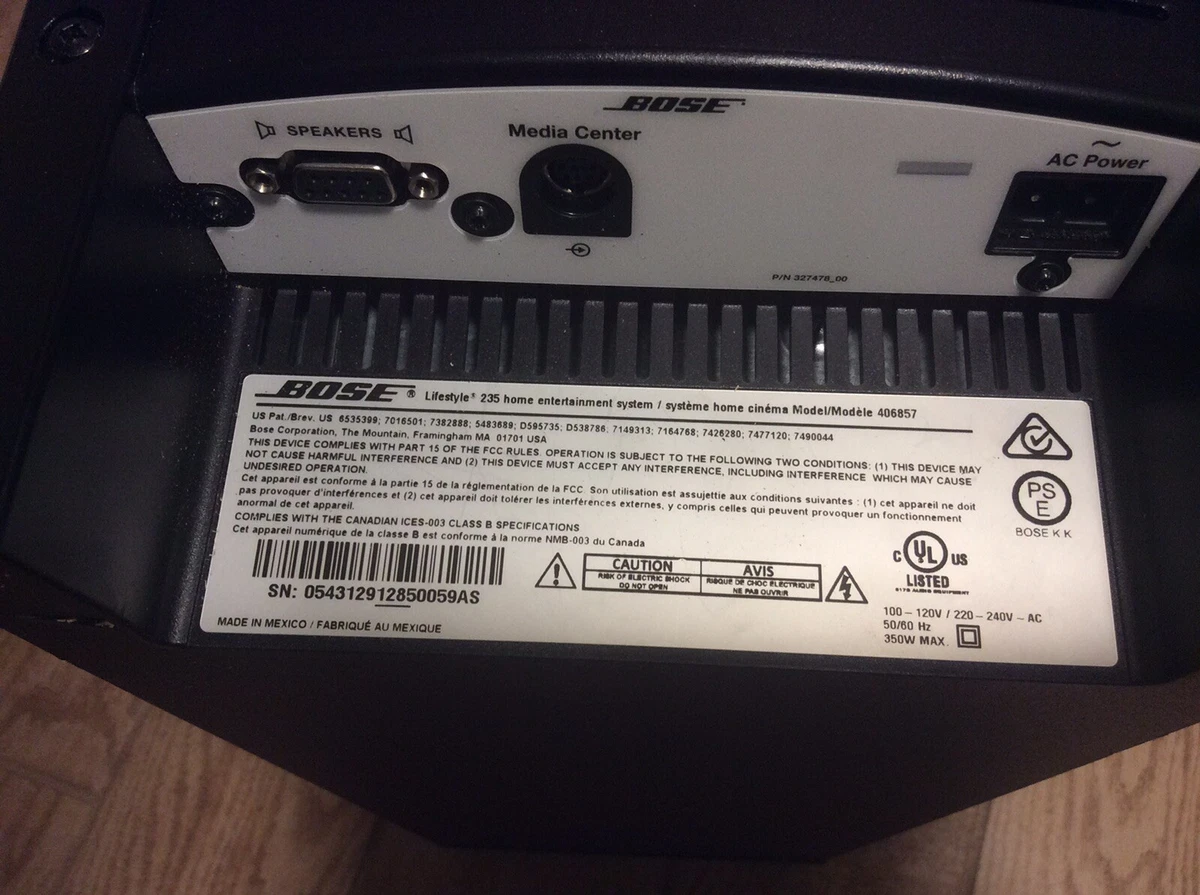 BOSE
SPEAKERS
Media Center
AC Power
P/N 327478_00
BOSE® Lifestyle® 235 home entertainment system / système home cinéma Model/Modèle 406857
US Pat./Brev. US 6535399; 7016501; 7382888; 5483689; D595735; D538786; 7149313; 7164768; 7426280; 7477120; 7490044
Bose Corporation, The Mountain, Framingham MA 01701 USA
THIS DEVICE COMPLIES WITH PART 15 OF THE FCC RULES. OPERATION IS SUBJECT TO THE FOLLOWING TWO CONDITIONS: (1) THIS DEVICE MAY
NOT CAUSE HARMFUL INTERFERENCE AND (2) THIS DEVICE MUST ACCEPT ANY INTERFERENCE, INCLUDING INTERFERENCE WHICH MAY CAUSE
UNDESIRED OPERATION.
Cet appareil est conforme à la partie 15 de la réglementation de la FCC. Son utilisation est assujettie aux conditions suivantes : (1) cet appareil ne doit
pas provoquer d'interférences et (2) cet appareil doit tolérer les interférences externes, y compris celles qui peuvent provoquer un fonctionnement
anormal de cet appareil.
COMPLIES WITH THE CANADIAN ICES-003 CLASS B SPECIFICATIONS
Cet appareil numérique de la classe B est conforme à la norme NMB-003 du Canada
PS
E
BOSE K K
SN: 054312912850059AS
CAUTION
RISK OF ELECTRIC SHOCK
DO NOT OPEN
AVIS
RISQUE DE CHOC ELECTRIQUE
NE PAS OUVRIR
C UL US
LISTED
100 – 120V / 220 – 240V ~ AC
50/60 Hz
350W MAX.
MADE IN MEXICO / FABRIQUÉ AU MEXIQUE